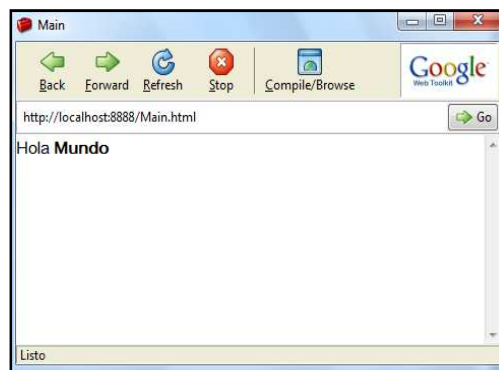 Main
Back Forward Refresh Stop Compile/Browse
Google
Web Toolkit
http://localhost:8888/Main.html Go
Hola Mundo
Listo